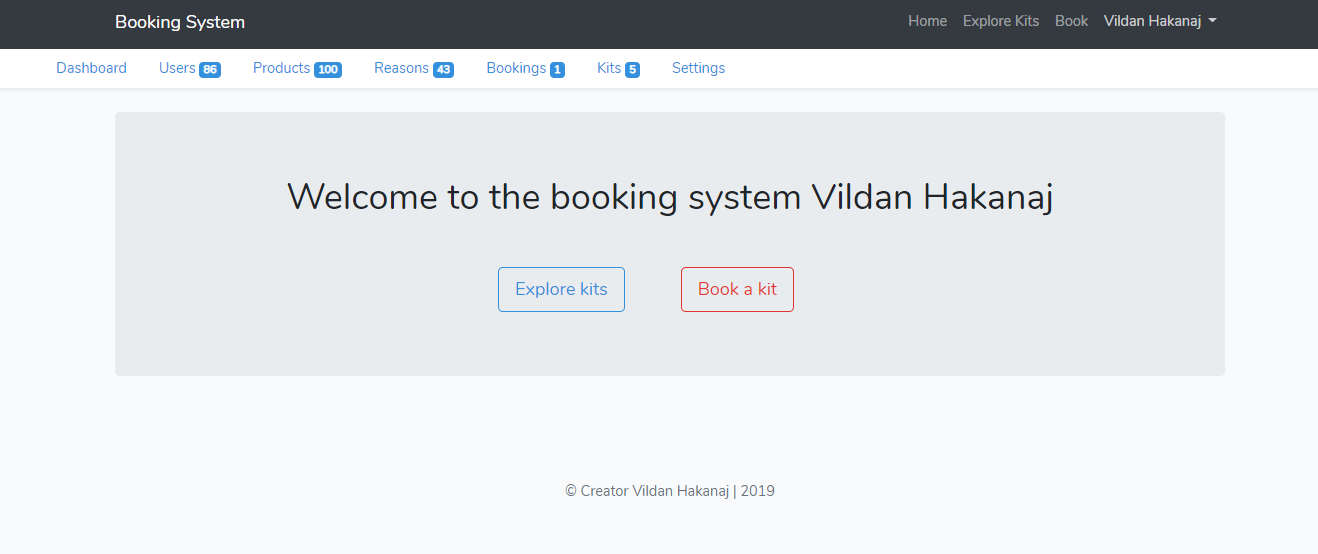 Booking System Home Explore Kits Book Vildan Hakanaj
Dashboard Users 86 Products 100 Reasons 43 Bookings 1 Kits 5 Settings
Welcome to the booking system Vildan Hakanaj
Explore kits Book a kit
© Creator Vildan Hakanaj | 2019